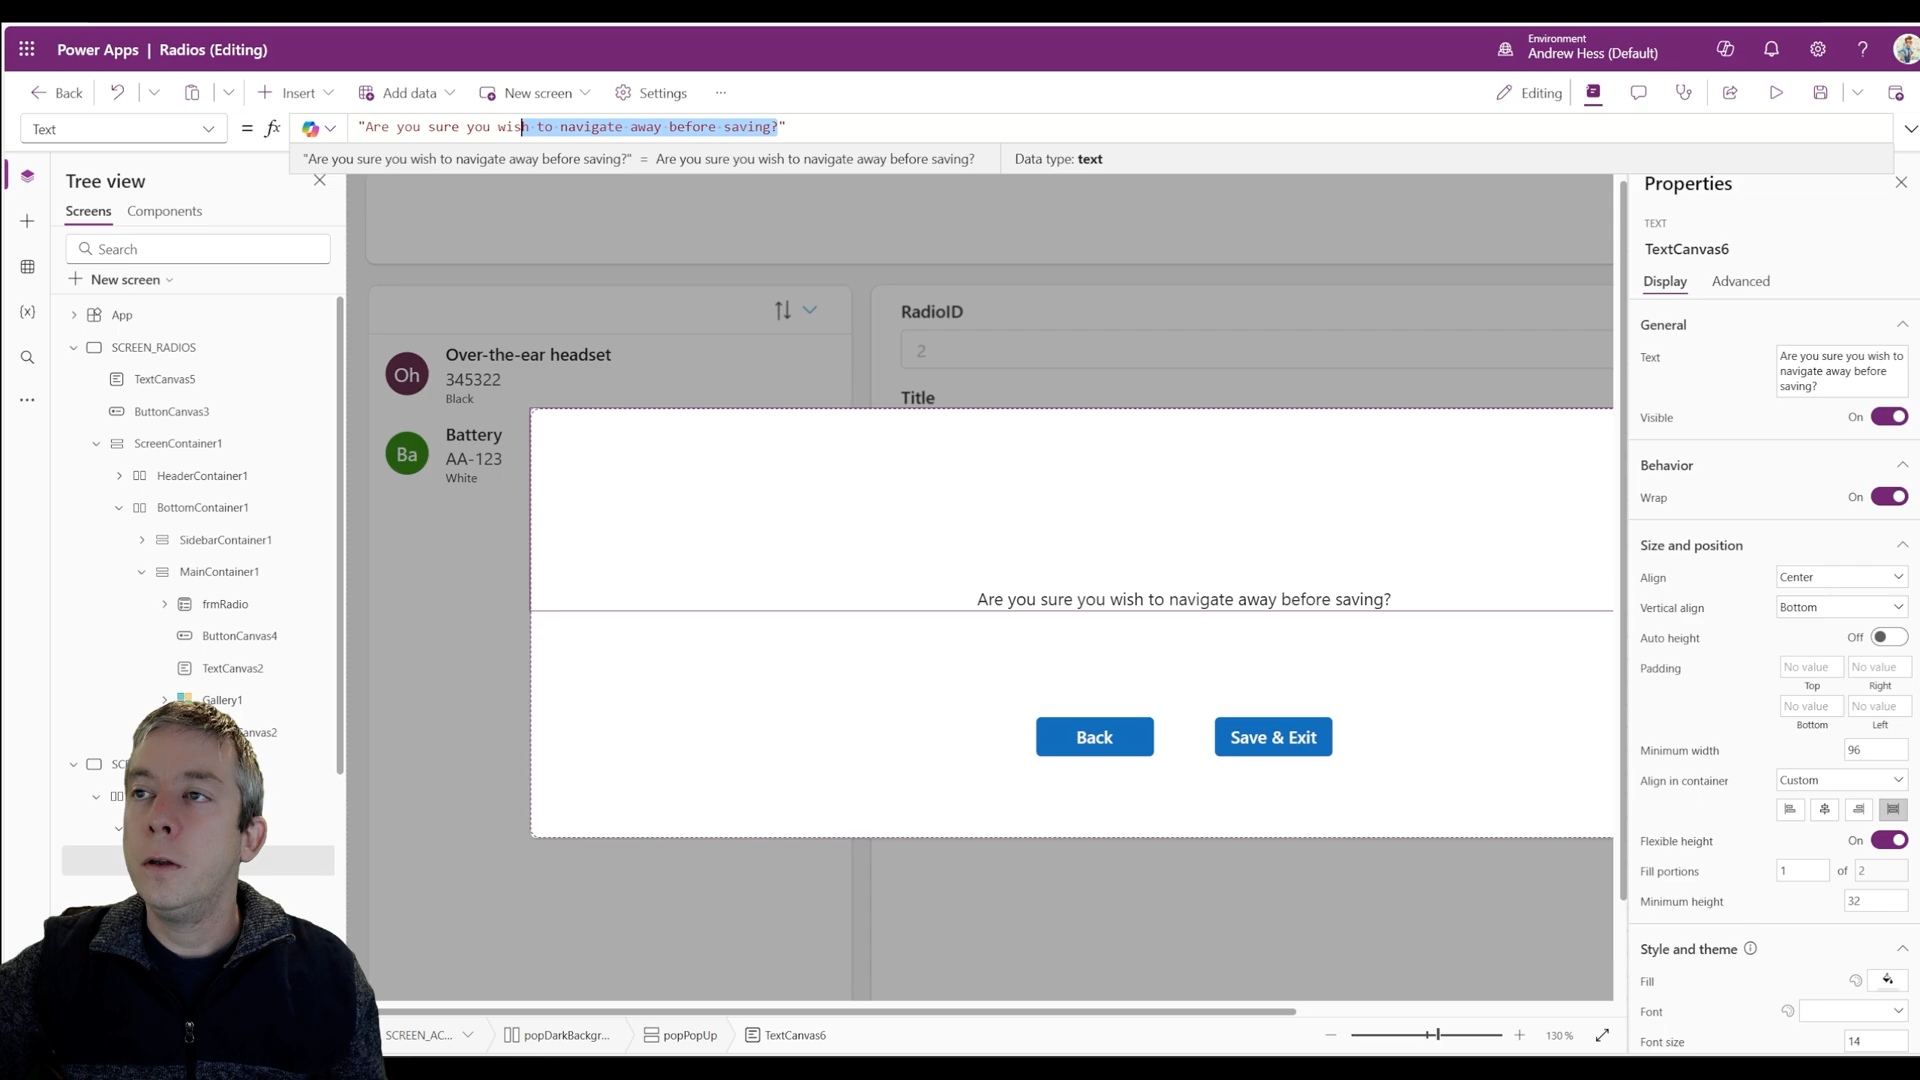 Power Apps | Radios (Editing)
Environment
Andrew Hess (Default)
?
Back
Insert
Add data
New screen
Settings
...
Editing
Text
= fx
"Are you sure you wish to navigate away before saving?"
"Are you sure you wish to navigate away before saving?" = Are you sure you wish to navigate away before saving?
Data type: text
Tree view
Screens
Components
Search
New screen
App
SCREEN_RADIOS
TextCanvas5
ButtonCanvas3
ScreenContainer1
HeaderContainer1
BottomContainer1
SidebarContainer1
MainContainer1
frmRadio
ButtonCanvas4
TextCanvas2
Gallery1
Oh
Over-the-ear headset
345322
Black
Ba
Battery
AA-123
White
RadioID
2
Title
Are you sure you wish to navigate away before saving?
Back
Save & Exit
SCREEN_AC...
popDarkBackgr...
popPopUp
TextCanvas6
130 %
Properties
TEXT
TextCanvas6
Display
Advanced
General
Text
Are you sure you wish to
navigate away before
saving?
Visible
On
Behavior
Wrap
On
Size and position
Align
Center
Vertical align
Bottom
Auto height
Off
Padding
No value
No value
Top
Right
No value
No value
Bottom
Left
Minimum width
96
Align in container
Custom
Flexible height
On
Fill portions
1
of
2
Minimum height
32
Style and theme
Fill
Font
Font size
14